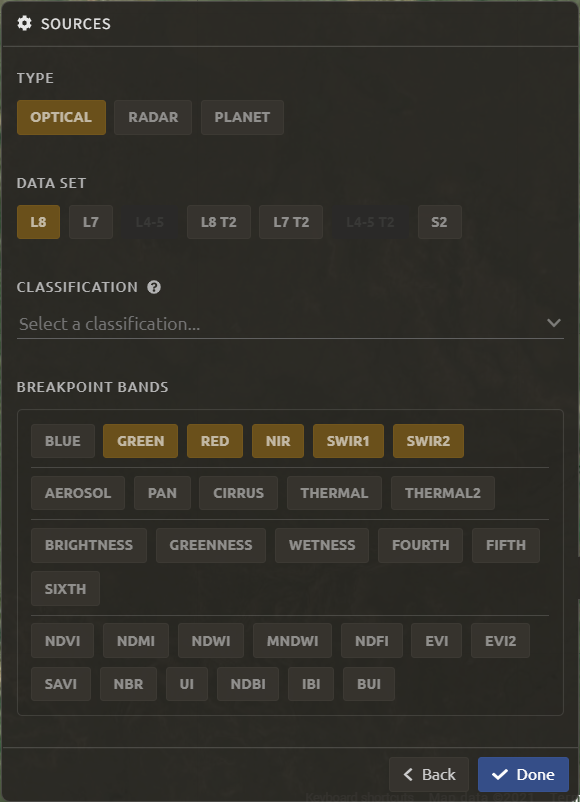 SOURCES
TYPE
OPTICAL RADAR PLANET
DATA SET
L8 L7 L4-5 L8 T2 L7 T2 L4-5 T2 S2
CLASSIFICATION ?
Select a classification...
BREAKPOINT BANDS
BLUE GREEN RED NIR SWIR1 SWIR2
AEROSOL PAN CIRRUS THERMAL THERMAL2
BRIGHTNESS GREENNESS WETNESS FOURTH FIFTH
SIXTH
NDVI NDMI NDWI MNDWI NDFI EVI EVI2
SAVI NBR UI NDBI IBI BUI
Back Done